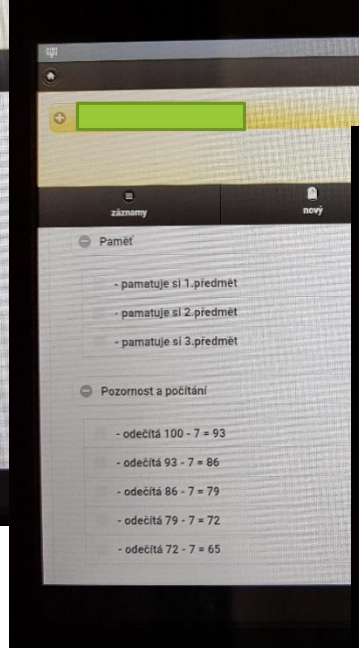 záznamy
nový
Paměť
- pamatuje si 1.předmět
- pamatuje si 2.předmět
- pamatuje si 3.předmět
Pozornost a počítání
- odečítá 100 - 7 = 93
- odečítá 93 - 7 = 86
- odečítá 86 - 7 = 79
- odečítá 79 - 7 = 72
- odečítá 72 - 7 = 65